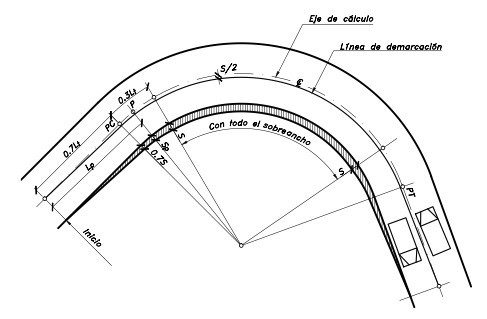 Eje de cálculo
Línea de demarcación
S/2
₵
0.3Lt
P
PC
0.7Lt
Lp
Con todo el sobreancho
S
Sp
0.7S
S
PT
Inicio